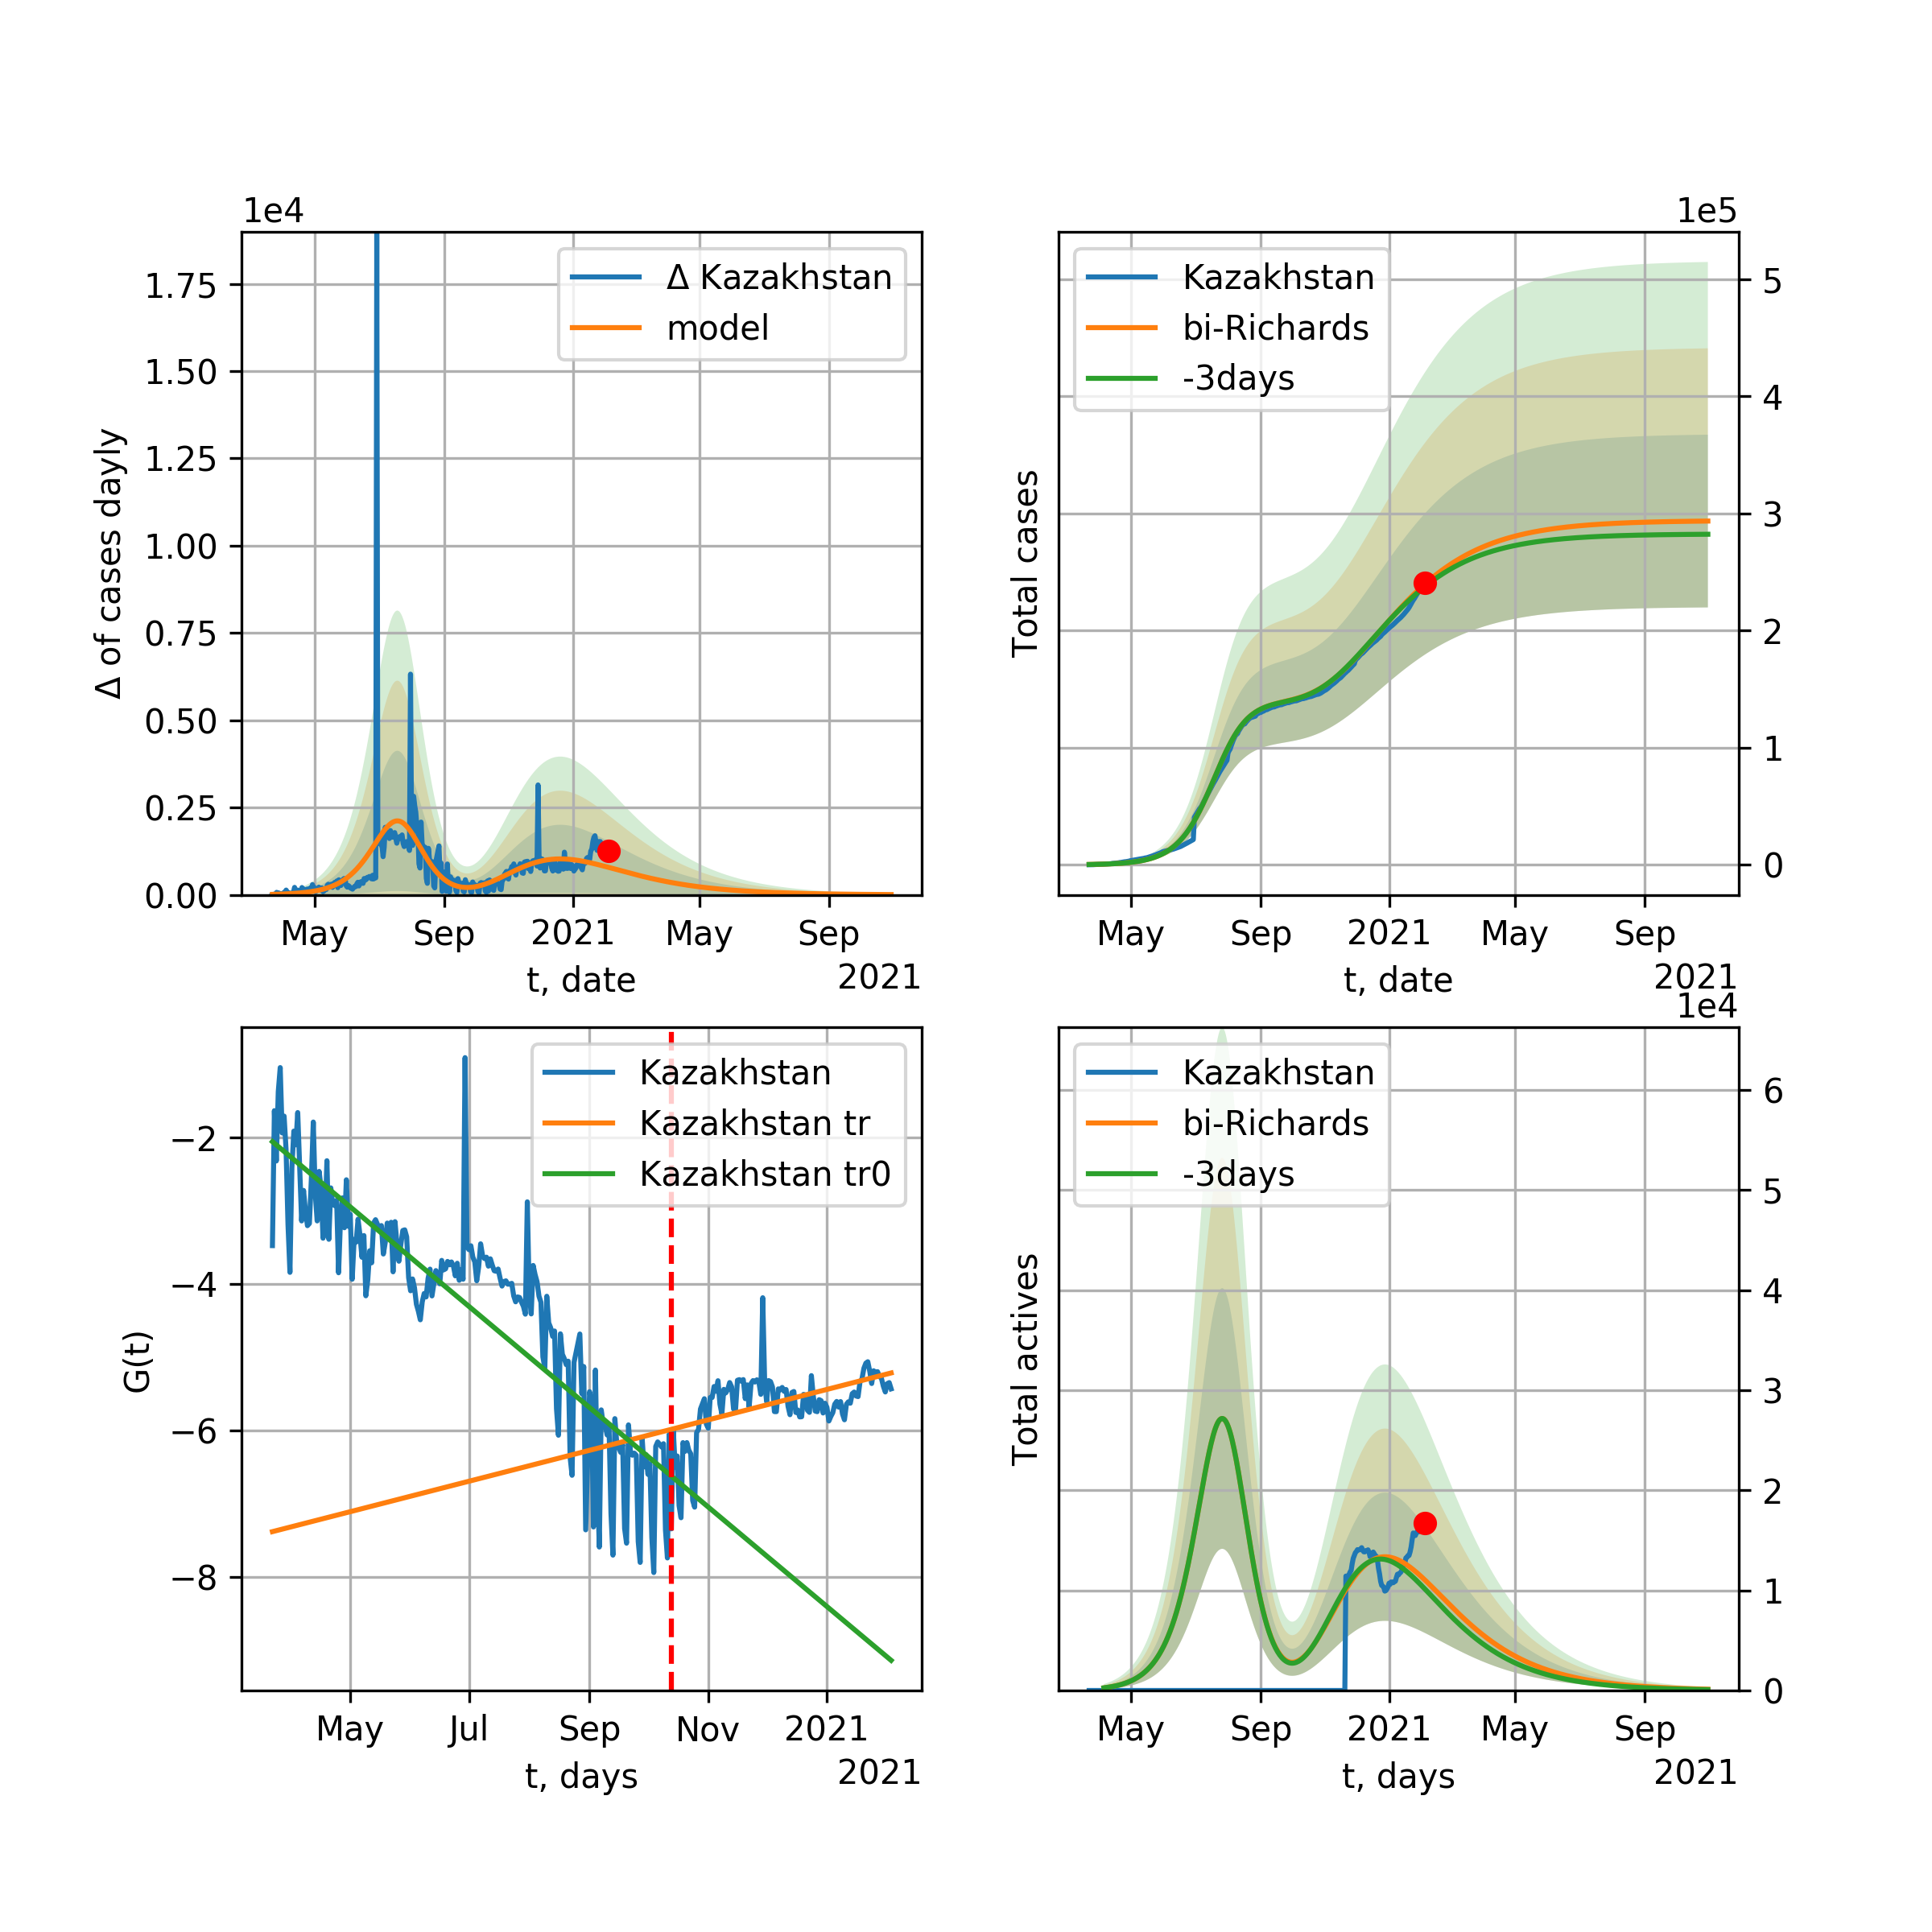 1e4
Δ of cases dayly
1.75
1.50
1.25
1.00
0.75
0.50
0.25
0.00
Δ Kazakhstan
model
May
Sep
2021
May
Sep
t, date
2021
1e5
Total cases
Kazakhstan
bi-Richards
-3days
5
4
3
2
1
0
May
Sep
2021
May
Sep
t, date
2021
G(t)
−2
−4
−6
−8
Kazakhstan
Kazakhstan tr
Kazakhstan tr0
May
Jul
Sep
Nov
2021
t, days
2021
1e4
Total actives
Kazakhstan
bi-Richards
-3days
6
5
4
3
2
1
0
May
Sep
2021
May
Sep
t, days
2021